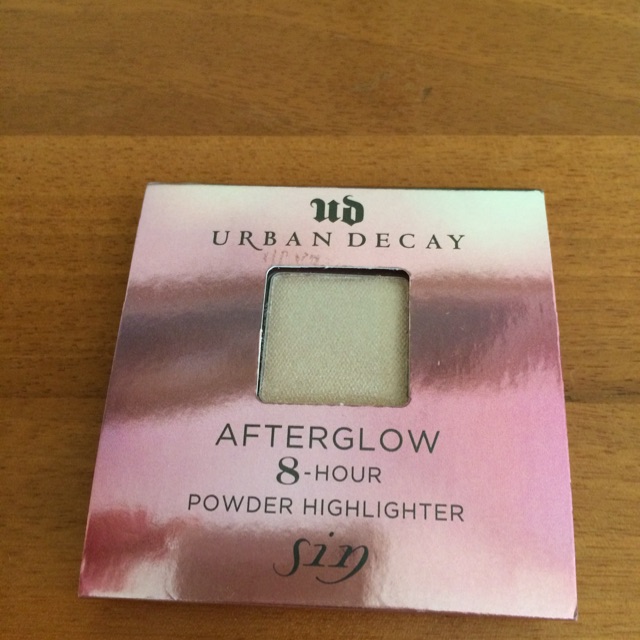 ud
URBAN DECAY
AFTERGLOW
8-HOUR
POWDER HIGHLIGHTER
sin